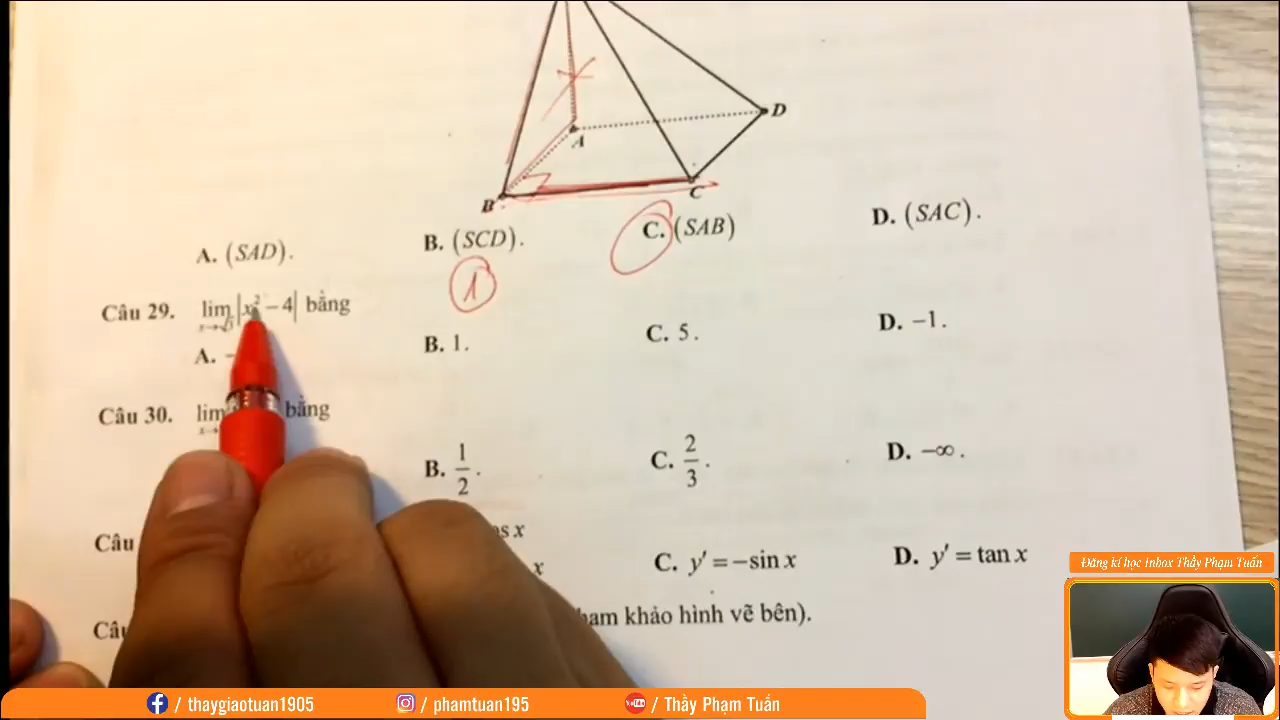 A
D
B
C
A. (SAD).
B. (SCD).
C. (SAB)
D. (SAC).
1
Câu 29. lim |x² − 4| bằng
A. −
B. 1.
C. 5.
D. −1.
Câu 30. lim bằng
B. 1/2.
C. 2/3.
D. −∞.
Câu
s x
x
C. y' = −sin x
D. y' = tan x
ham khảo hình vẽ bên).
Đăng kí học Inbox Thầy Phạm Tuấn
/ thaygiaotuan1905
/ phamtuan195
YouTube / Thầy Phạm Tuấn